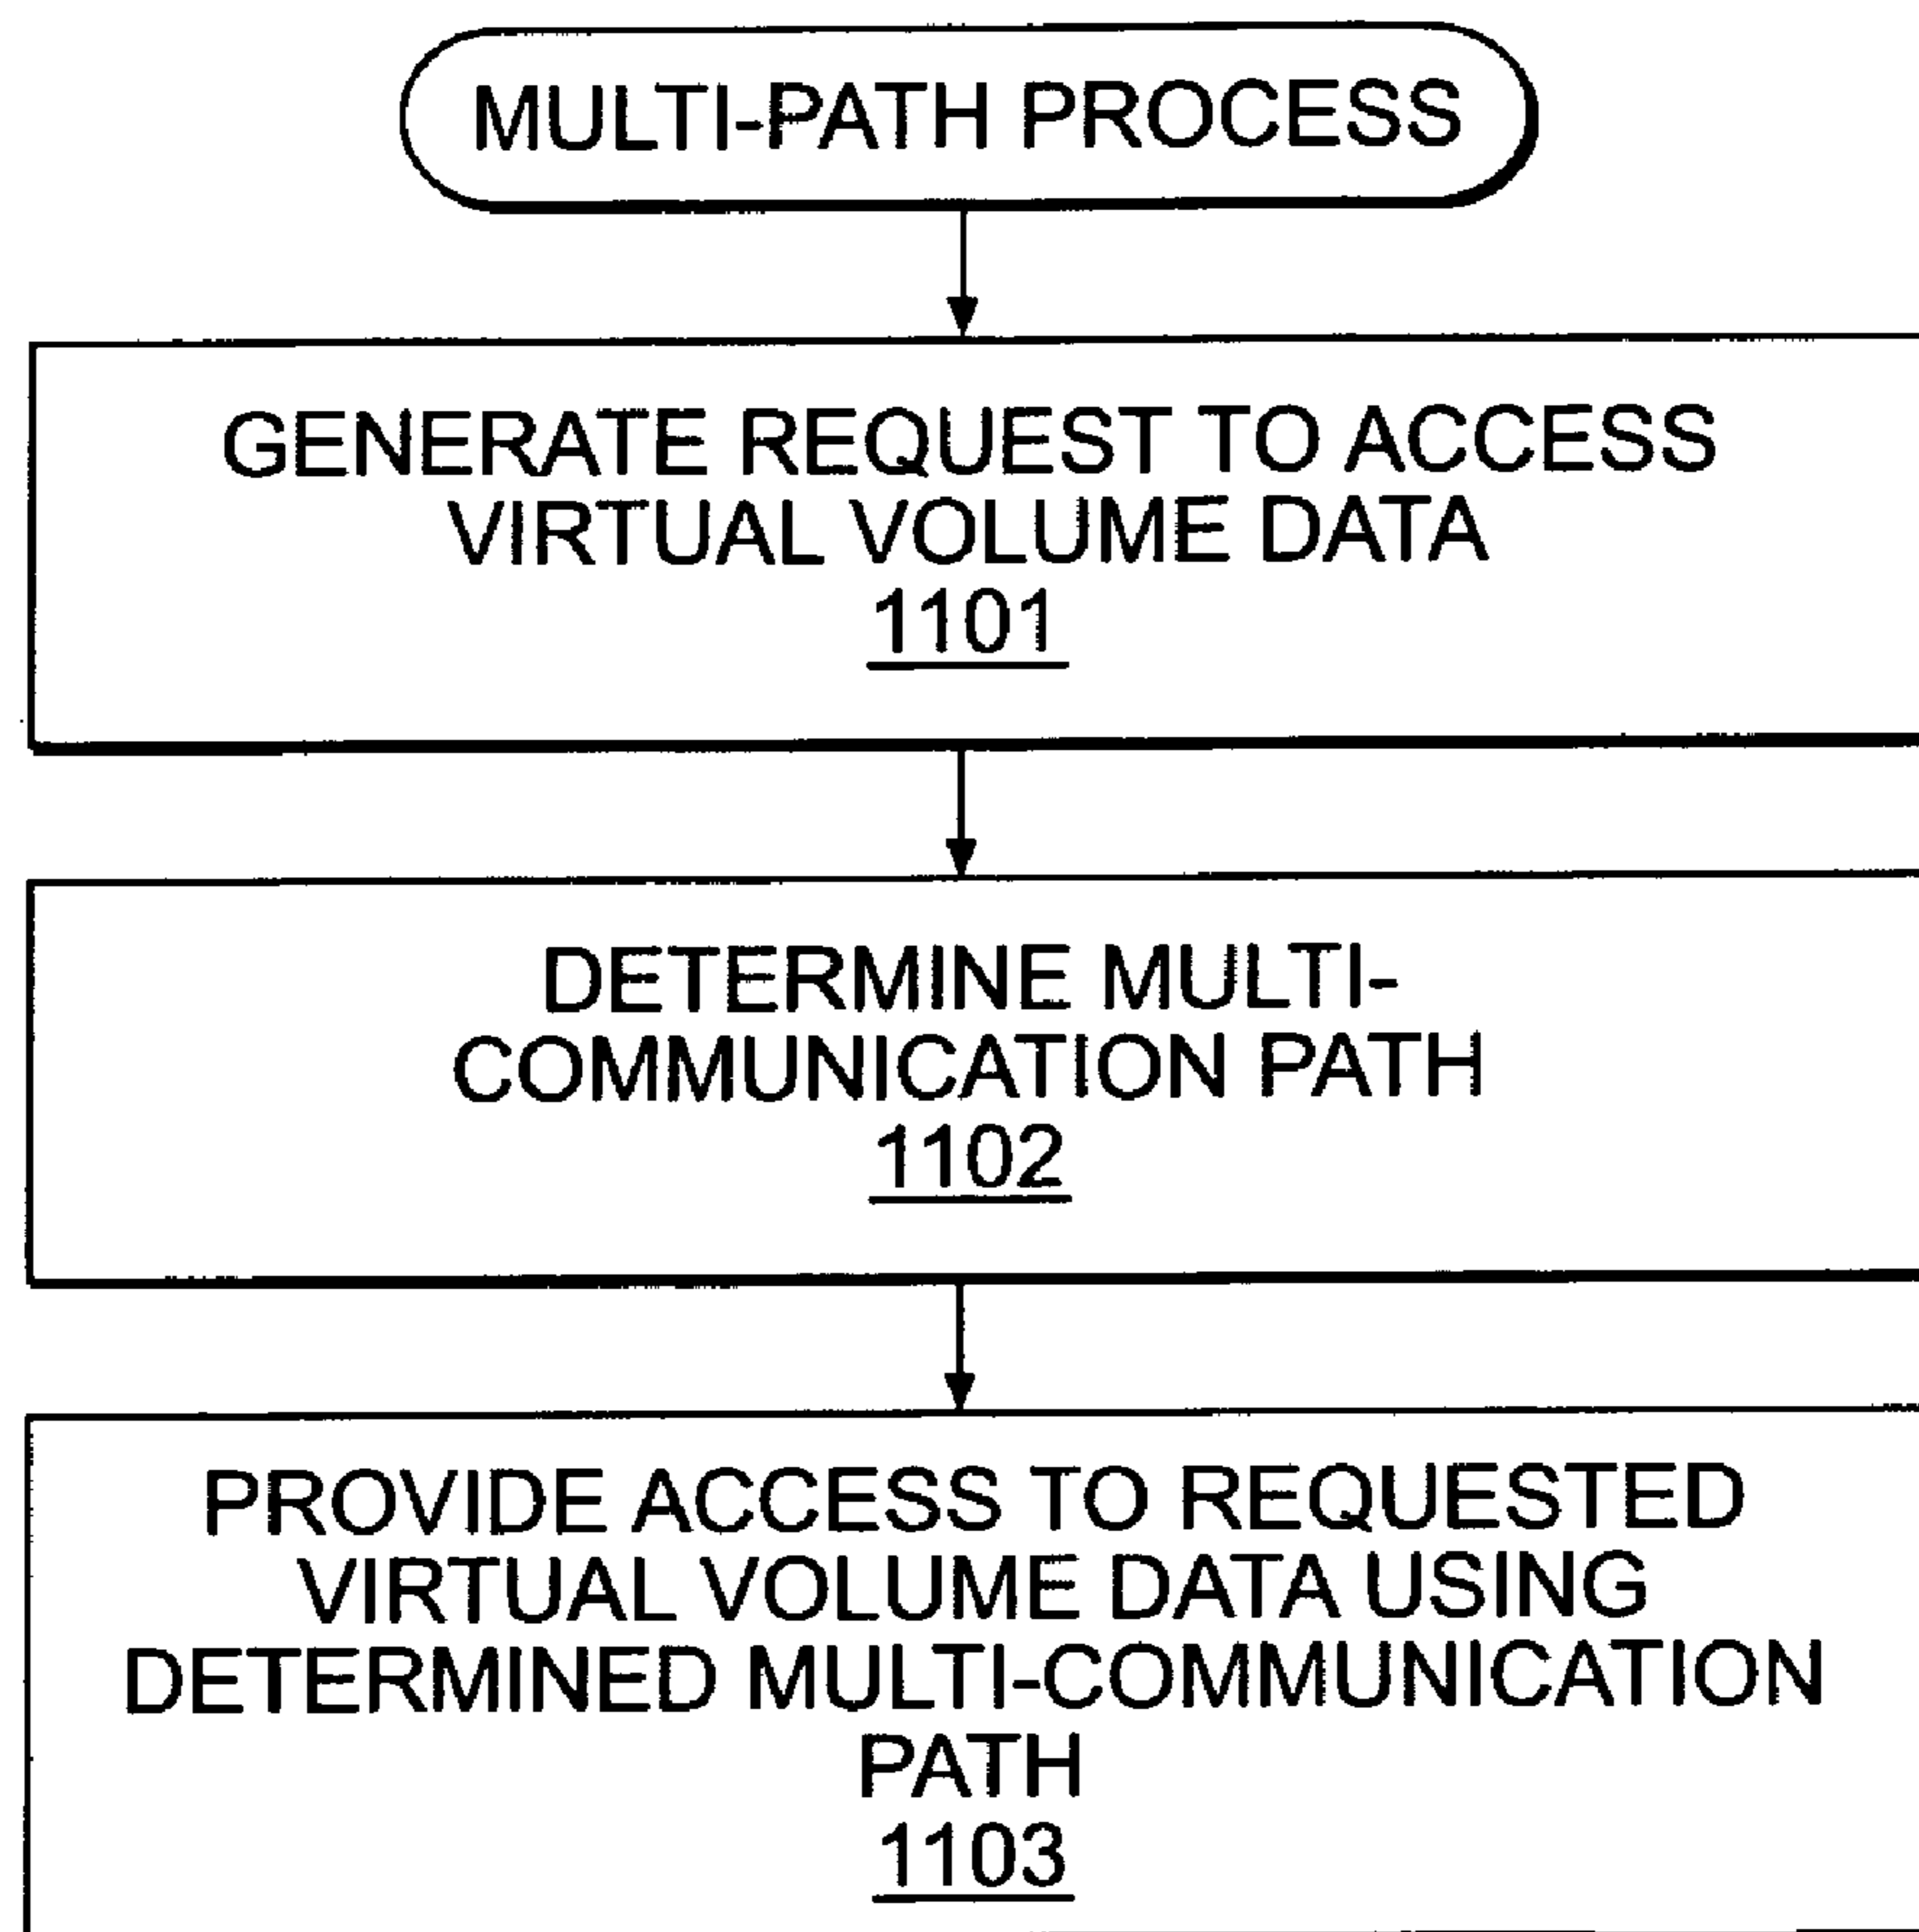 MULTI-PATH PROCESS
GENERATE REQUEST TO ACCESS
VIRTUAL VOLUME DATA
1101
DETERMINE MULTI-
COMMUNICATION PATH
1102
PROVIDE ACCESS TO REQUESTED
VIRTUAL VOLUME DATA USING
DETERMINED MULTI-COMMUNICATION
PATH
1103